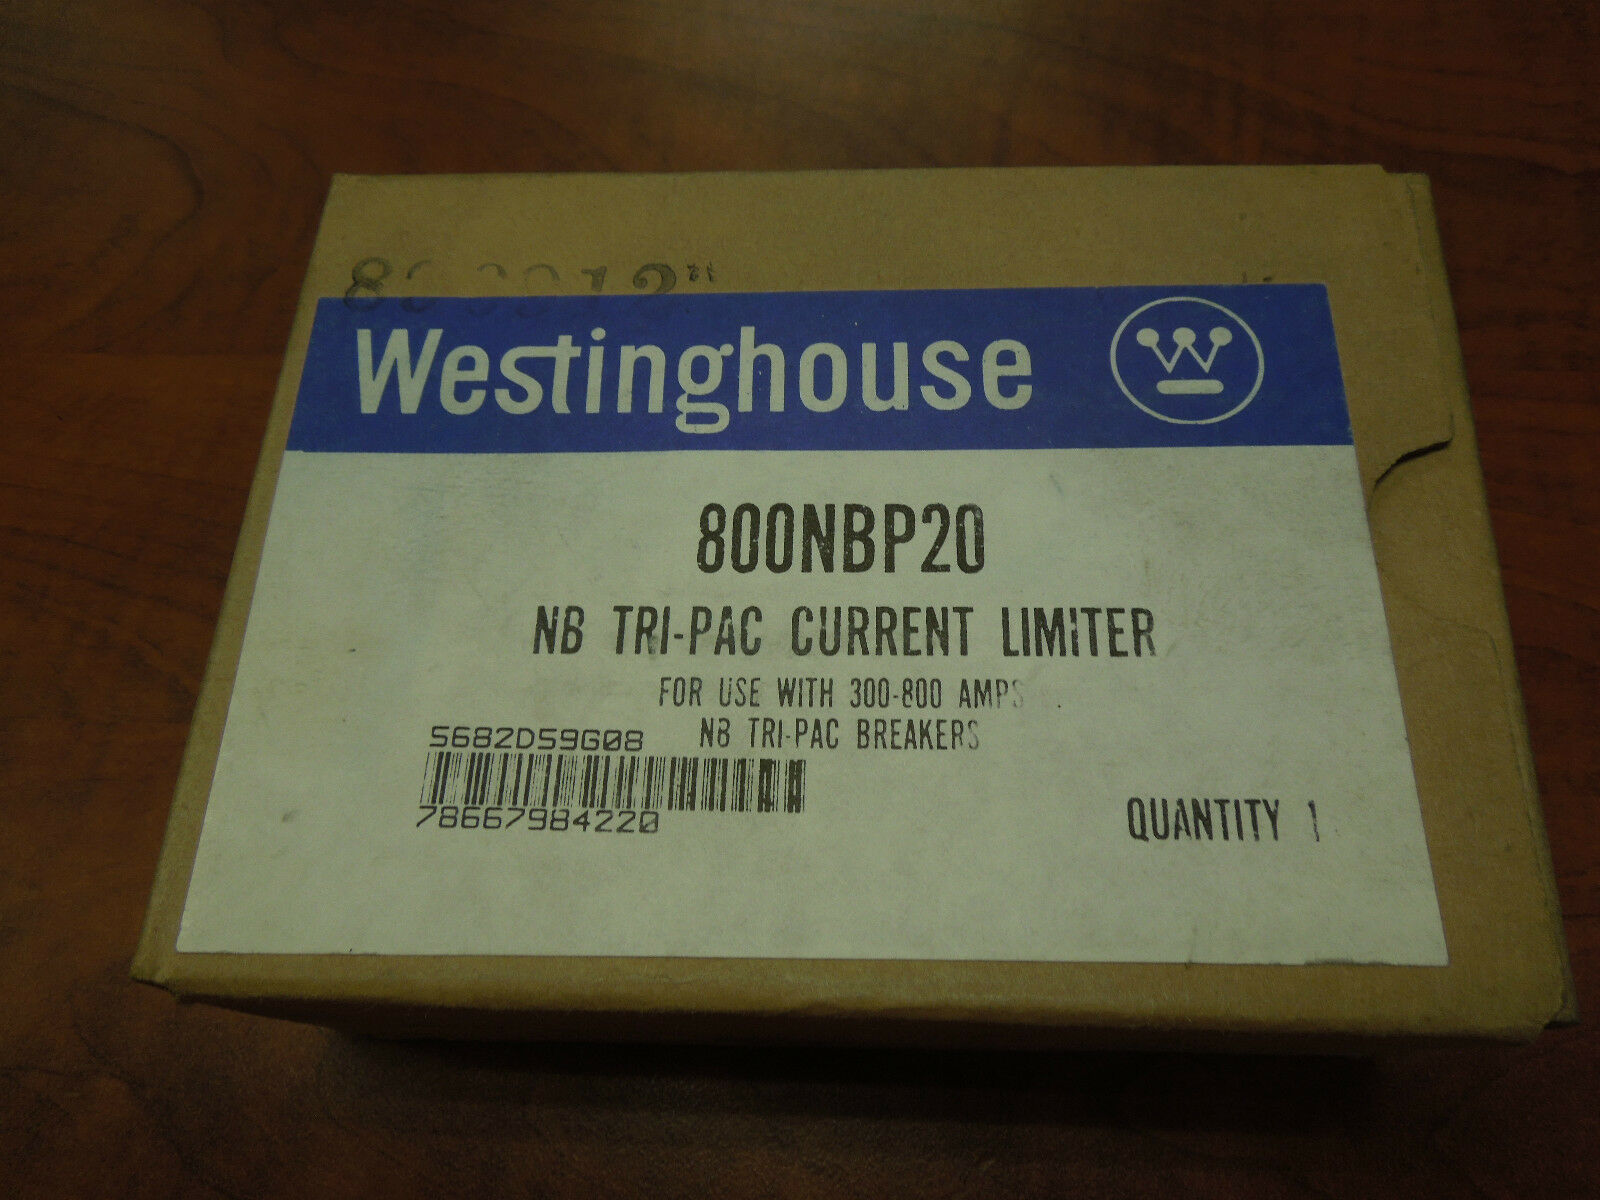 Westinghouse
800NBP20
NB TRI-PAC CURRENT LIMITER
FOR USE WITH 300-800 AMPS
NB TRI-PAC BREAKERS
5682D59G08
78667984220
QUANTITY 1